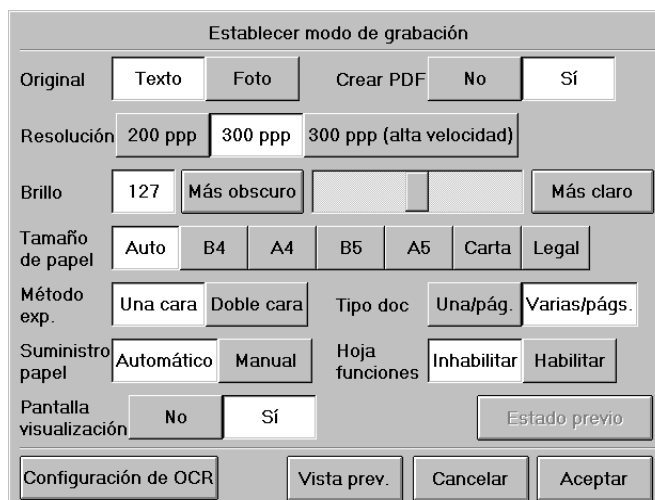 Establecer modo de grabación
Original Texto Foto Crear PDF No Sí
Resolución 200 ppp 300 ppp 300 ppp (alta velocidad)
Brillo 127 Más obscuro Más claro
Tamaño
de papel Auto B4 A4 B5 A5 Carta Legal
Método
exp. Una cara Doble cara Tipo doc Una/pág. Varias/págs.
Suministro
papel Automático Manual Hoja
funciones Inhabilitar Habilitar
Pantalla
visualización No Sí Estado previo
Configuración de OCR Vista prev. Cancelar Aceptar